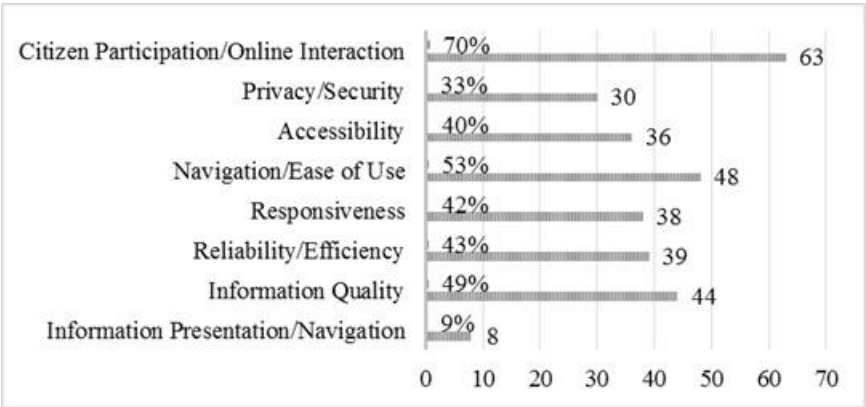 Citizen Participation/Online Interaction 70% 63
Privacy/Security 33% 30
Accessibility 40% 36
Navigation/Ease of Use 53% 48
Responsiveness 42% 38
Reliability/Efficiency 43% 39
Information Quality 49% 44
Information Presentation/Navigation 9% 8
0 10 20 30 40 50 60 70